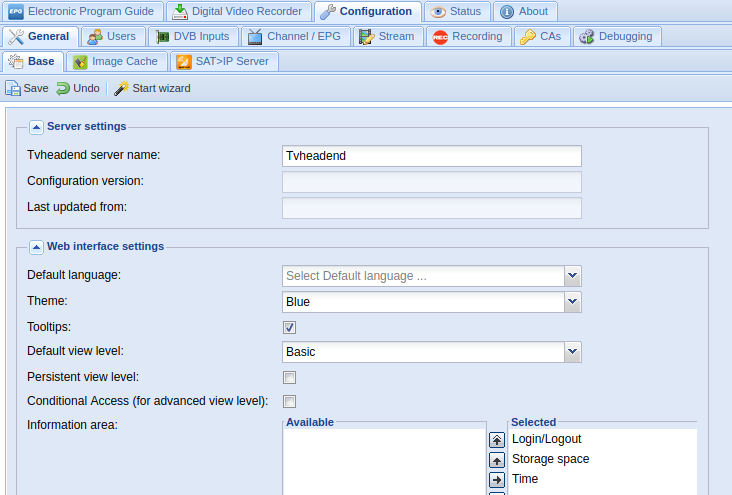 EPG Electronic Program Guide Digital Video Recorder Configuration Status About
General Users DVB Inputs Channel / EPG Stream REC Recording CAs Debugging
Base Image Cache SAT>IP Server
Save Undo Start wizard
Server settings
Tvheadend server name: Tvheadend
Configuration version:
Last updated from:
Web interface settings
Default language: Select Default language ...
Theme: Blue
Tooltips:
Default view level: Basic
Persistent view level:
Conditional Access (for advanced view level):
Information area: Available Selected
Login/Logout
Storage space
Time